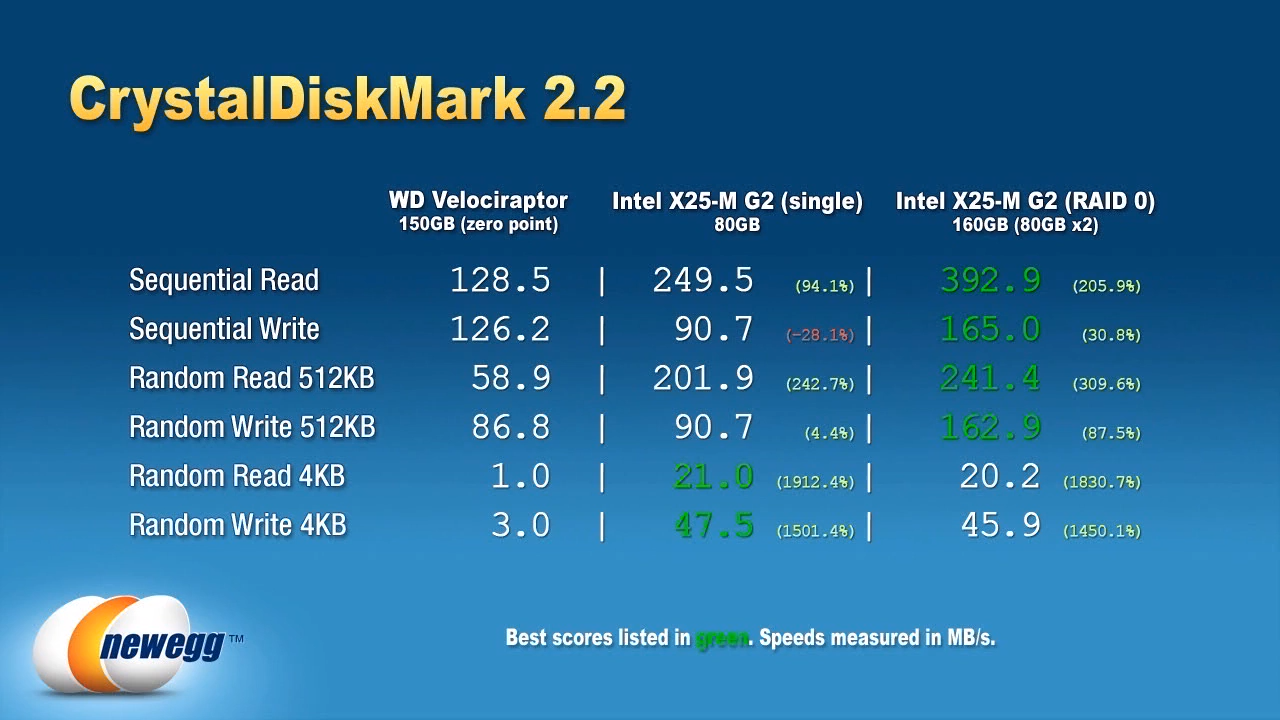 CrystalDiskMark 2.2
WD Velociraptor | Intel X25-M G2 (single) | Intel X25-M G2 (RAID 0)
150GB (zero point) | 80GB | 160GB (80GB x2)
Sequential Read 128.5 | 249.5 (94.1%) | 392.9 (205.9%)
Sequential Write 126.2 | 90.7 (-28.1%) | 165.0 (30.8%)
Random Read 512KB 58.9 | 201.9 (242.7%) | 241.4 (309.6%)
Random Write 512KB 86.8 | 90.7 (4.4%) | 162.9 (87.5%)
Random Read 4KB 1.0 | 21.0 (1912.4%) | 20.2 (1830.7%)
Random Write 4KB 3.0 | 47.5 (1501.4%) | 45.9 (1450.1%)
newegg™
Best scores listed in green. Speeds measured in MB/s.